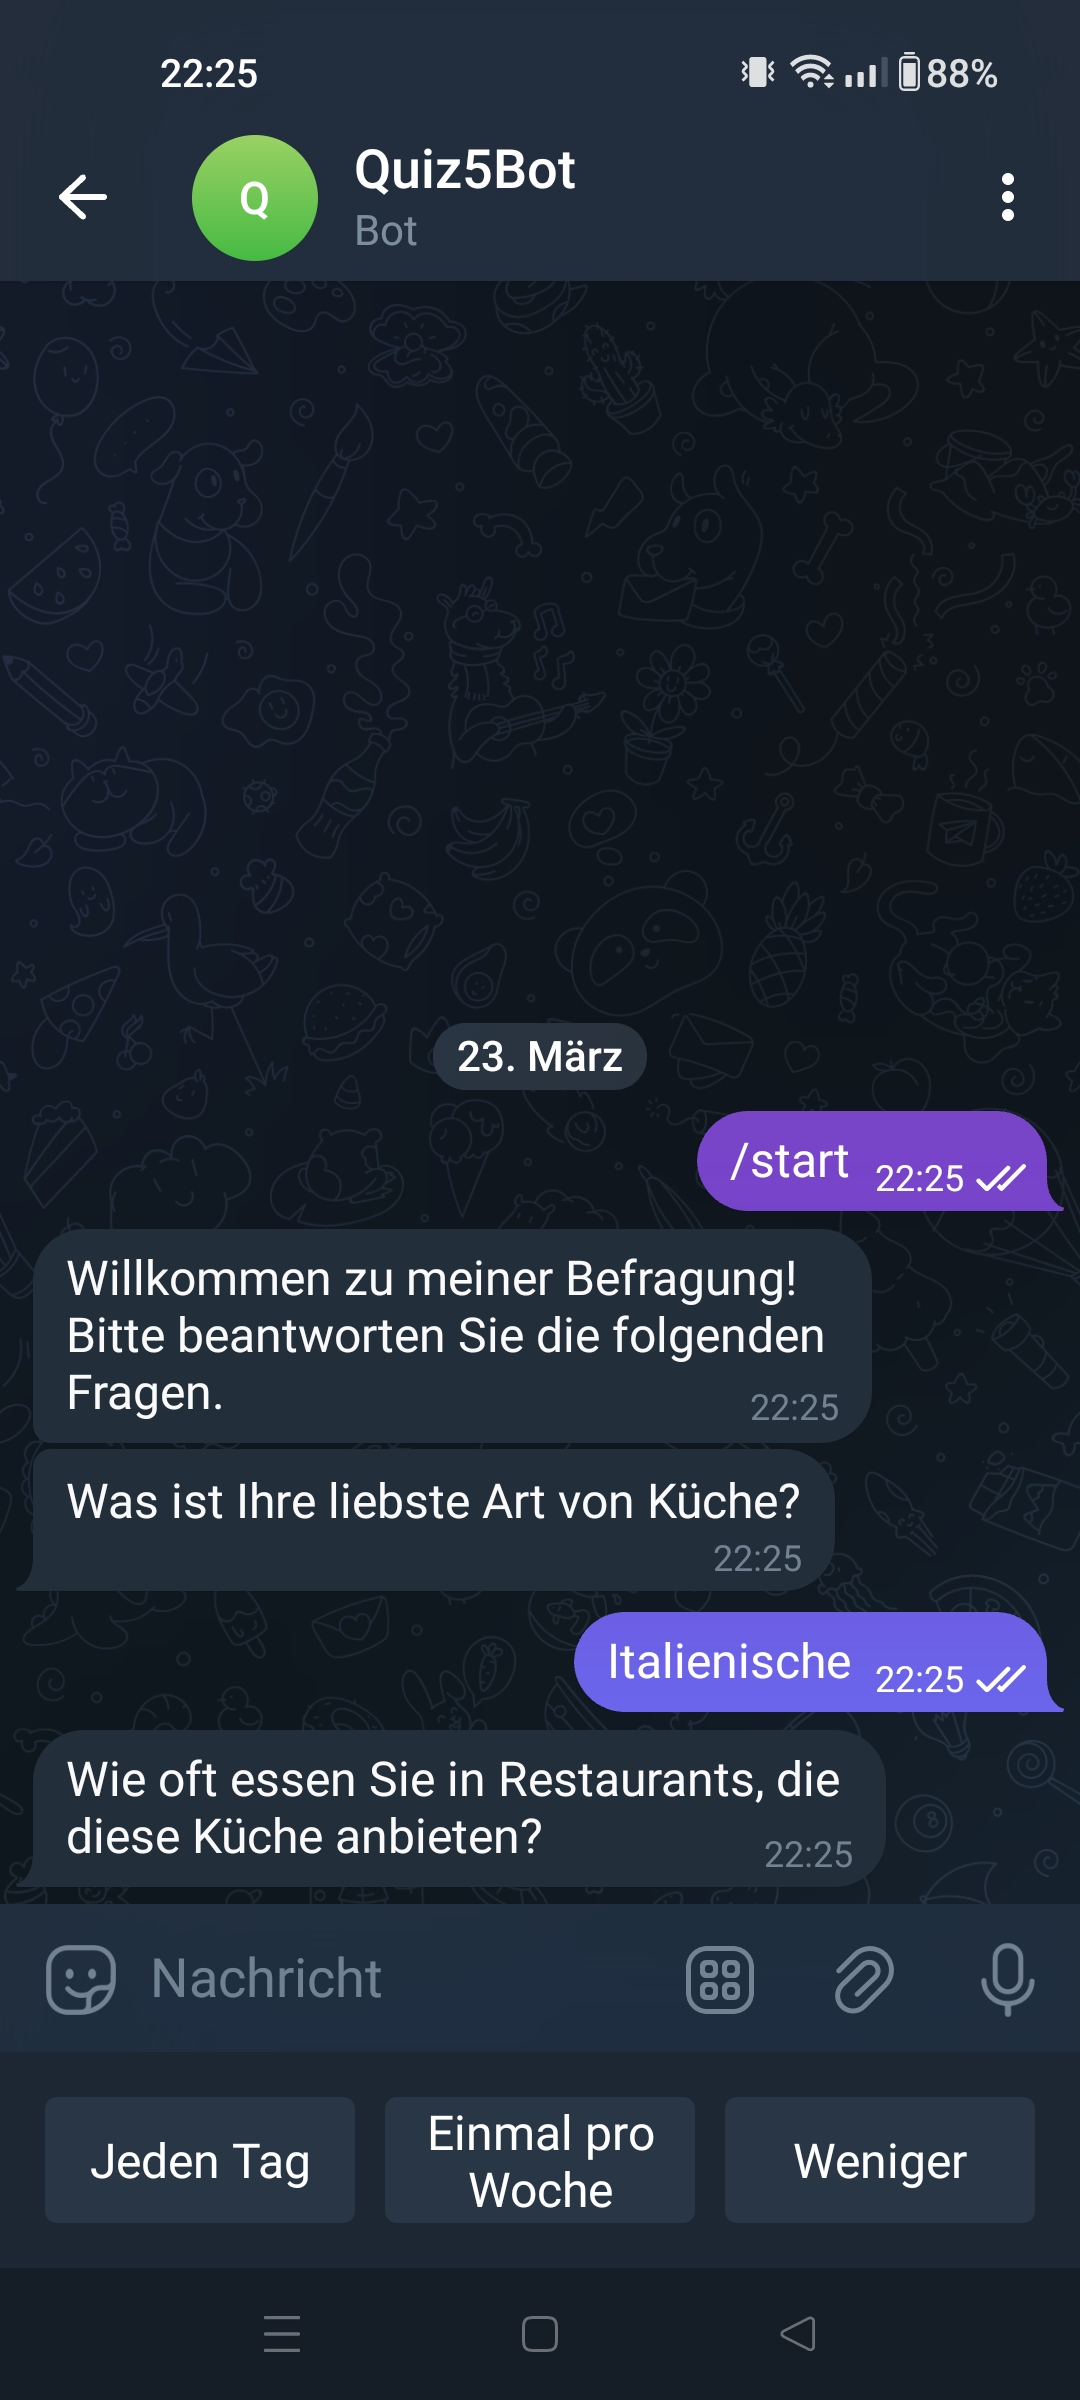 22:25
88%
Q
Quiz5Bot
Bot
23. März
/start 22:25
Willkommen zu meiner Befragung!
Bitte beantworten Sie die folgenden
Fragen.
22:25
Was ist Ihre liebste Art von Küche?
22:25
Italienische 22:25
Wie oft essen Sie in Restaurants, die
diese Küche anbieten?
22:25
Nachricht
Jeden Tag
Einmal pro
Woche
Weniger